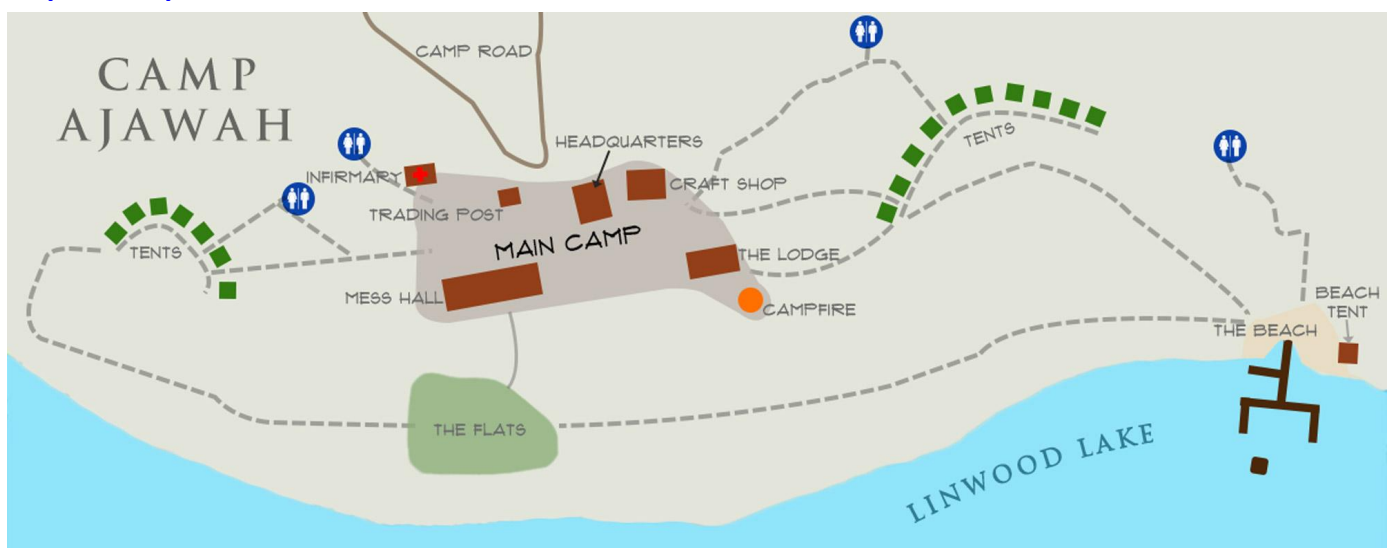 CAMP
AJAWAH
CAMP ROAD
HEADQUARTERS
INFIRMARY
CRAFT SHOP
TRADING POST
TENTS
MAIN CAMP
TENTS
THE LODGE
MESS HALL
CAMPFIRE
BEACH
TENT
THE BEACH
THE FLATS
LINWOOD LAKE